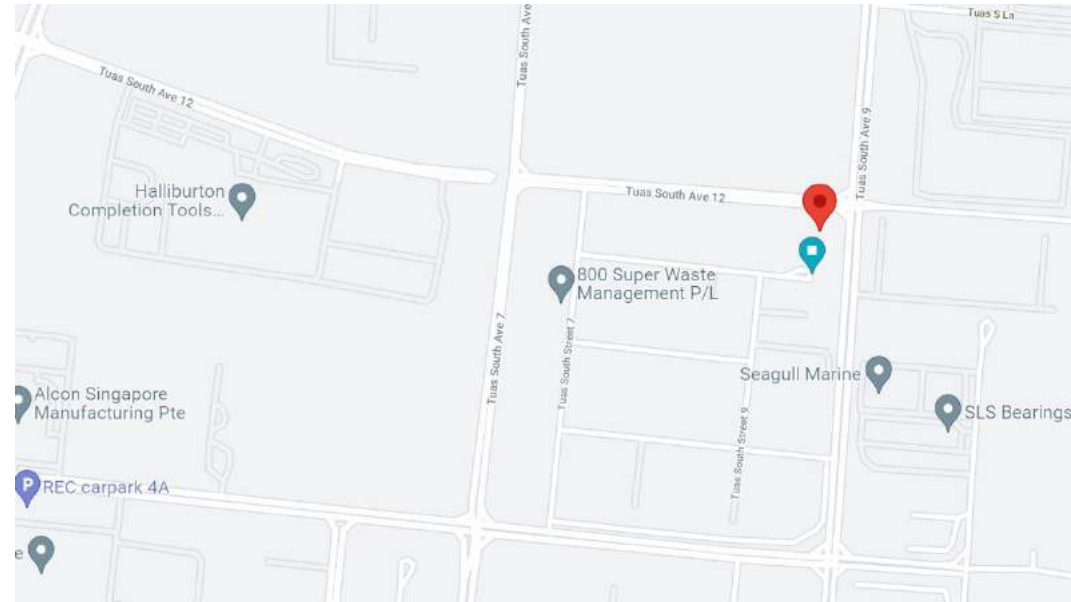 Tuas S Ln
Tuas South Ave
Tuas South Ave 12
Tuas South Ave 9
Halliburton
Completion Tools...
Tuas South Ave 12
800 Super Waste
Management P/L
Tuas South Ave 7
Tuas South Street 7
Seagull Marine
Alcon Singapore
Manufacturing Pte
SLS Bearings
Tuas South Street 9
P
REC carpark 4A
e